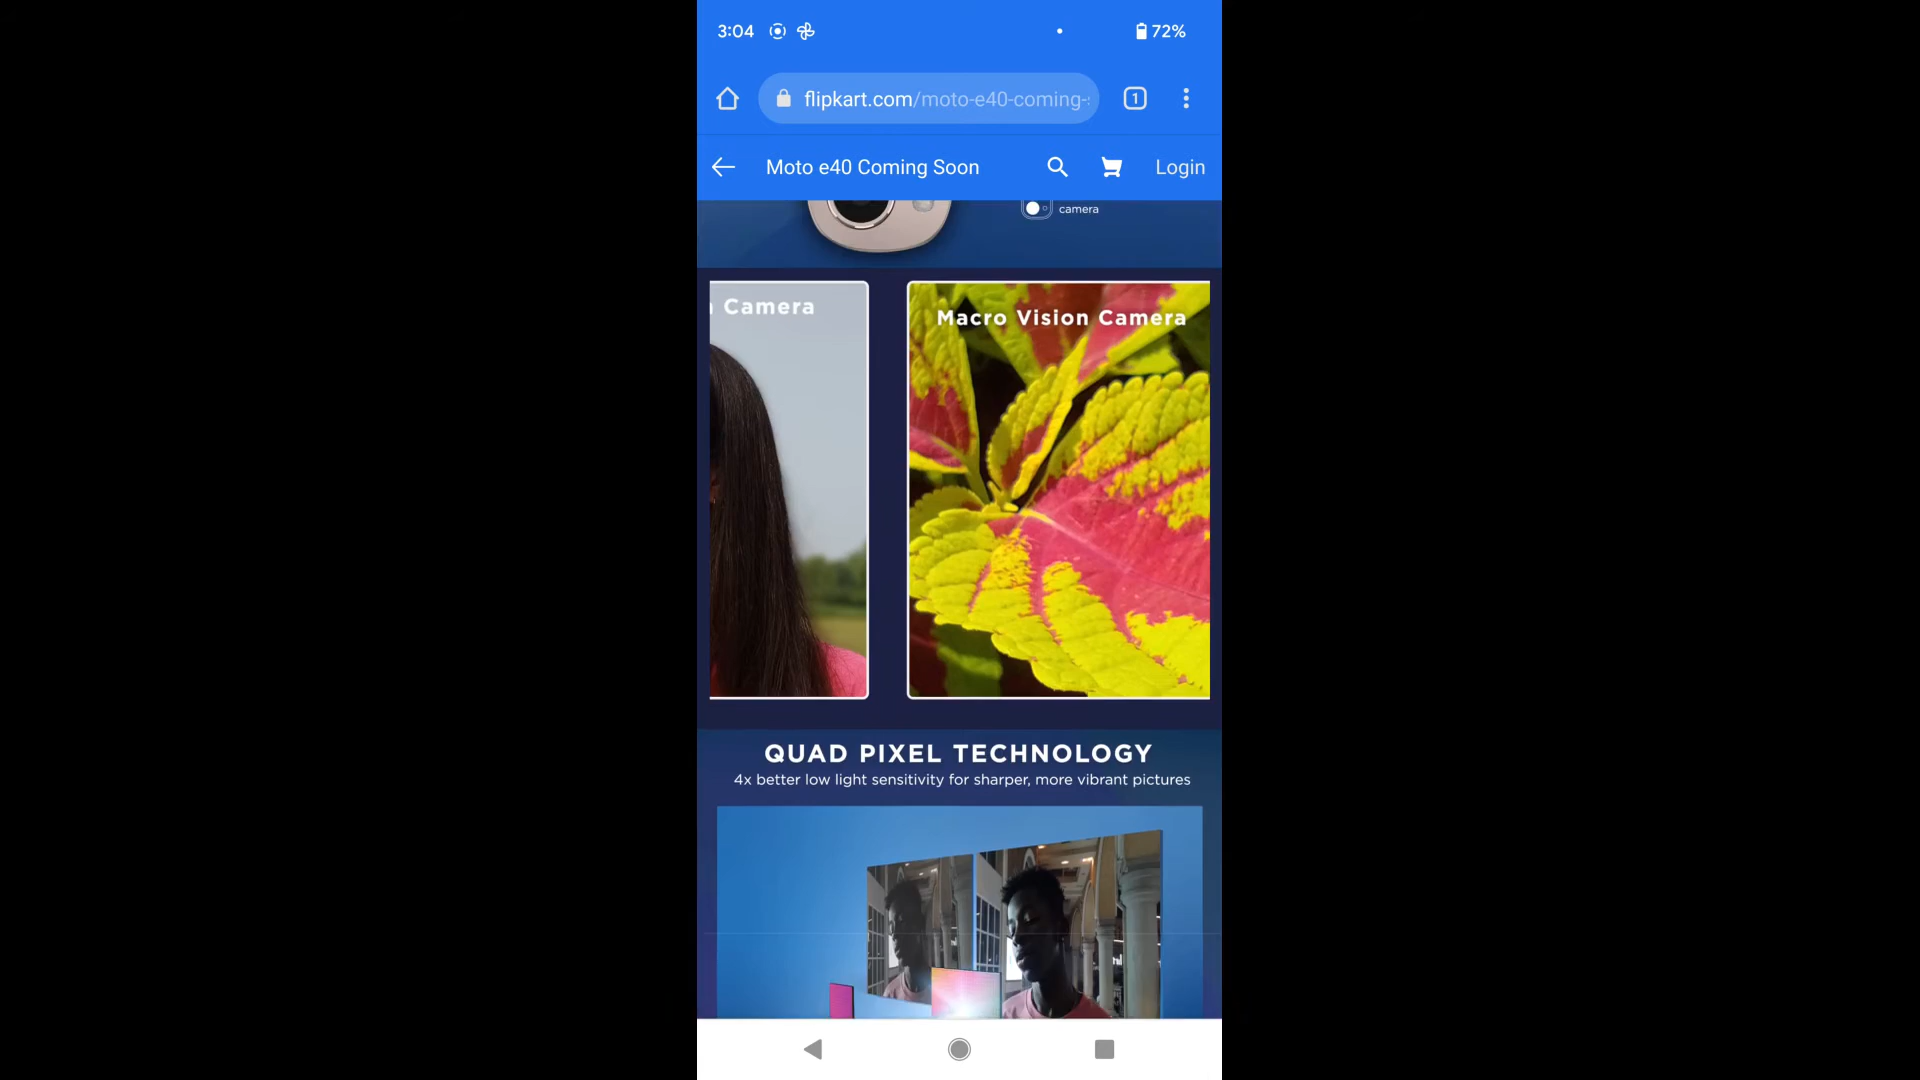 3:04 72%
flipkart.com/moto-e40-coming- 1
Moto e40 Coming Soon Login
camera
Camera
Macro Vision Camera
QUAD PIXEL TECHNOLOGY
4x better low light sensitivity for sharper, more vibrant pictures